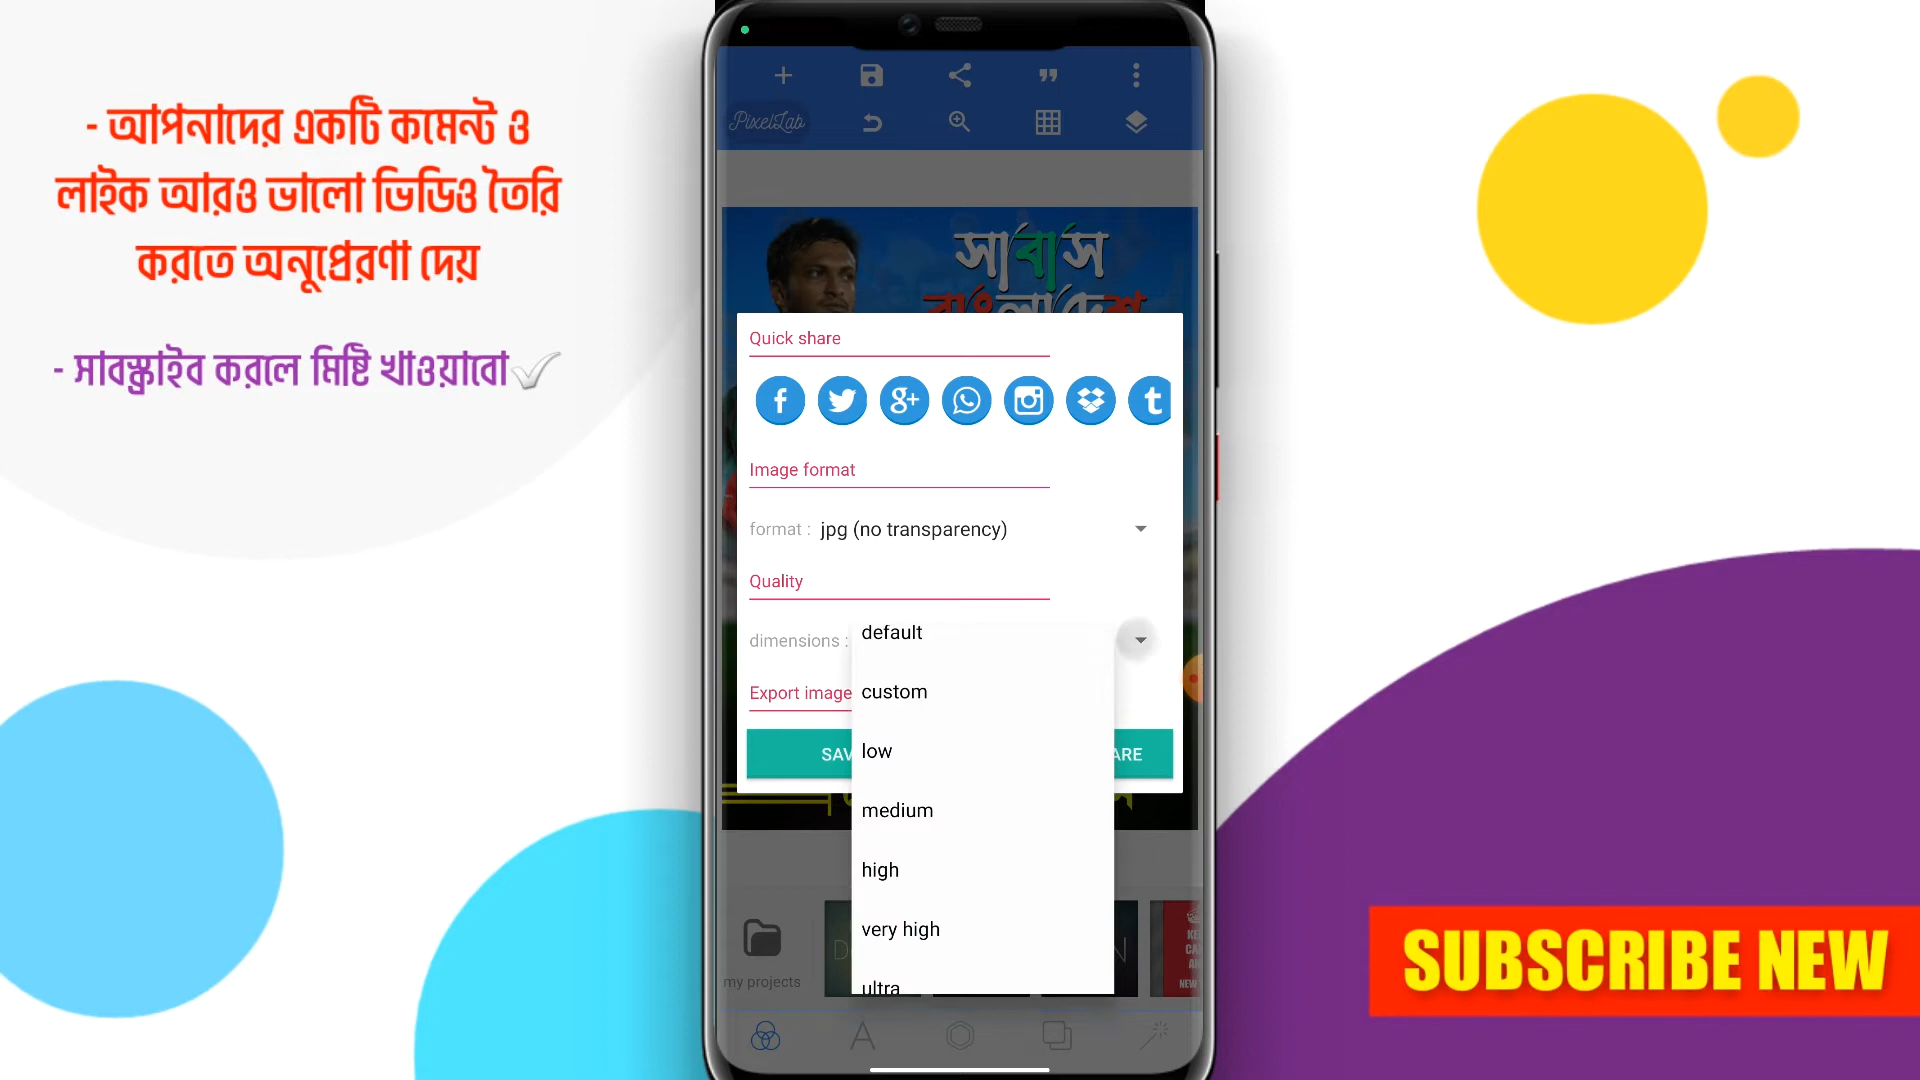 - আপনাদের একটি কমেন্ট ও
লাইক আরও ভালো ভিডিও তৈরি
করতে অনুপ্রেরণা দেয়
- সাবস্ক্রাইব করলে মিষ্টি খাওয়াবো
PixelLab
সাবাস
বাংলাদেশ
Quick share
Image format
format : jpg (no transparency)
Quality
dimensions :
default
custom
Export image
low
medium
high
very high
ultra
my projects
SUBSCRIBE NEW